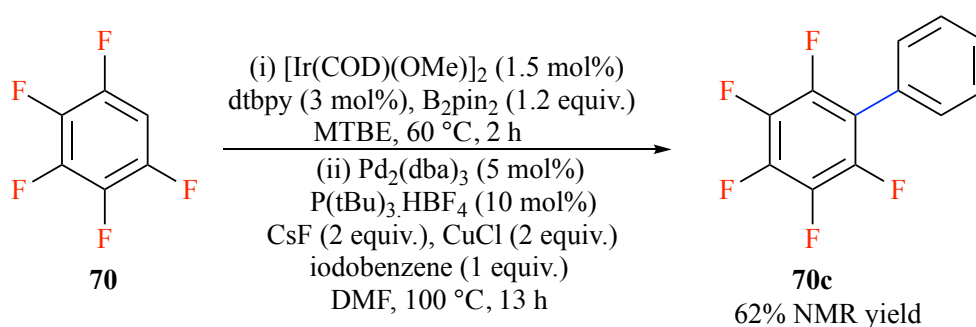 F
F
F
F
F
70
(i) [Ir(COD)(OMe)]₂ (1.5 mol%)
dtbpy (3 mol%), B₂pin₂ (1.2 equiv.)
MTBE, 60 °C, 2 h
(ii) Pd₂(dba)₃ (5 mol%)
P(tBu)₃.HBF₄ (10 mol%)
CsF (2 equiv.), CuCl (2 equiv.)
iodobenzene (1 equiv.)
DMF, 100 °C, 13 h
F
F
F
F
F
70c
62% NMR yield